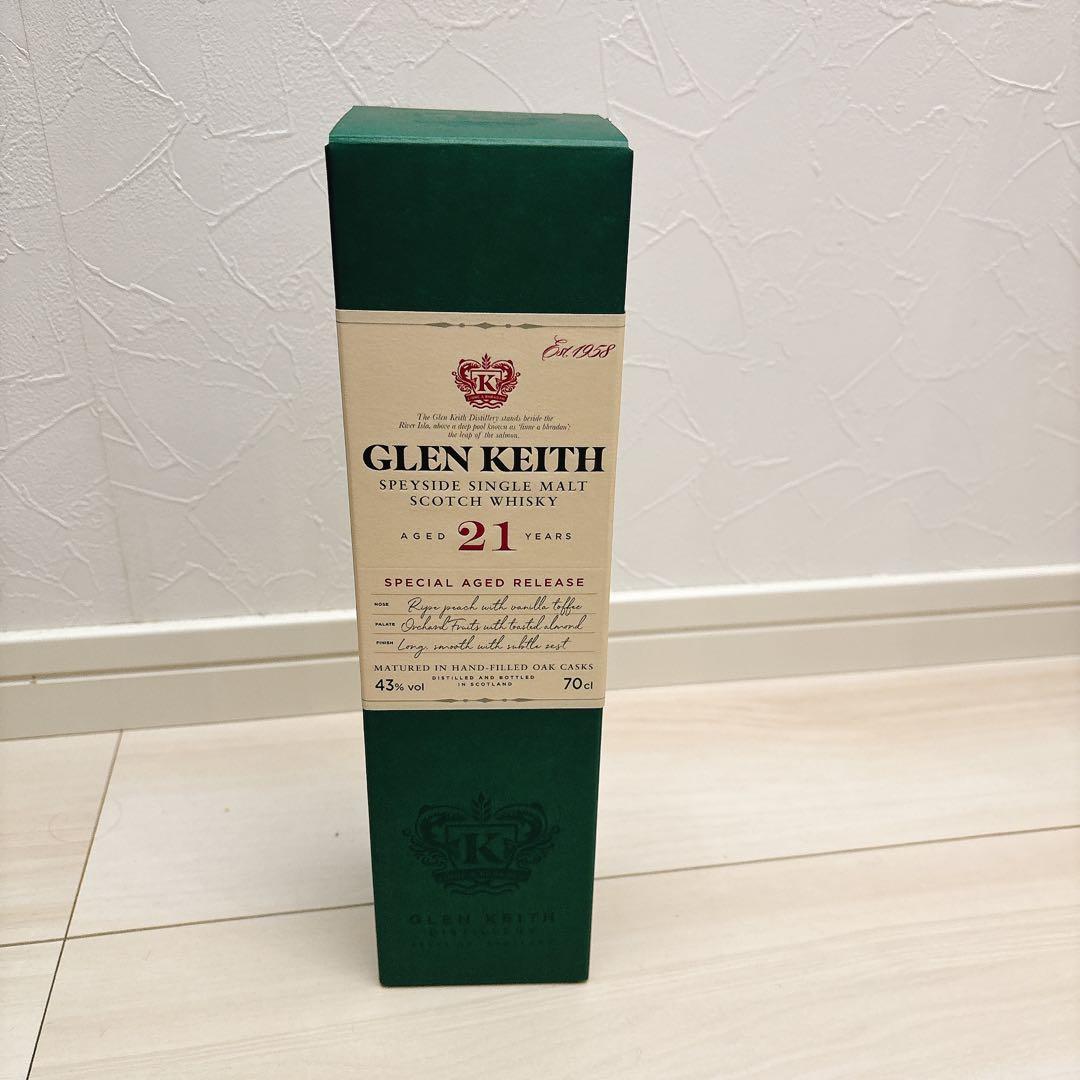 Est. 1958
K
The Glen Keith Distillery stands beside the
River Isla, above a deep pool known as 'linne a bhradan':
the leap of the salmon.
GLEN KEITH
SPEYSIDE SINGLE MALT
SCOTCH WHISKY
AGED 21 YEARS
SPECIAL AGED RELEASE
NOSE Ripe peach with vanilla toffee
PALATE Orchard Fruits with toasted almond
FINISH Long, smooth with subtle zest
MATURED IN HAND-FILLED OAK CASKS
DISTILLED AND BOTTLED
IN SCOTLAND
43% vol 70cl
K
GLEN KEITH
DISTILLERY